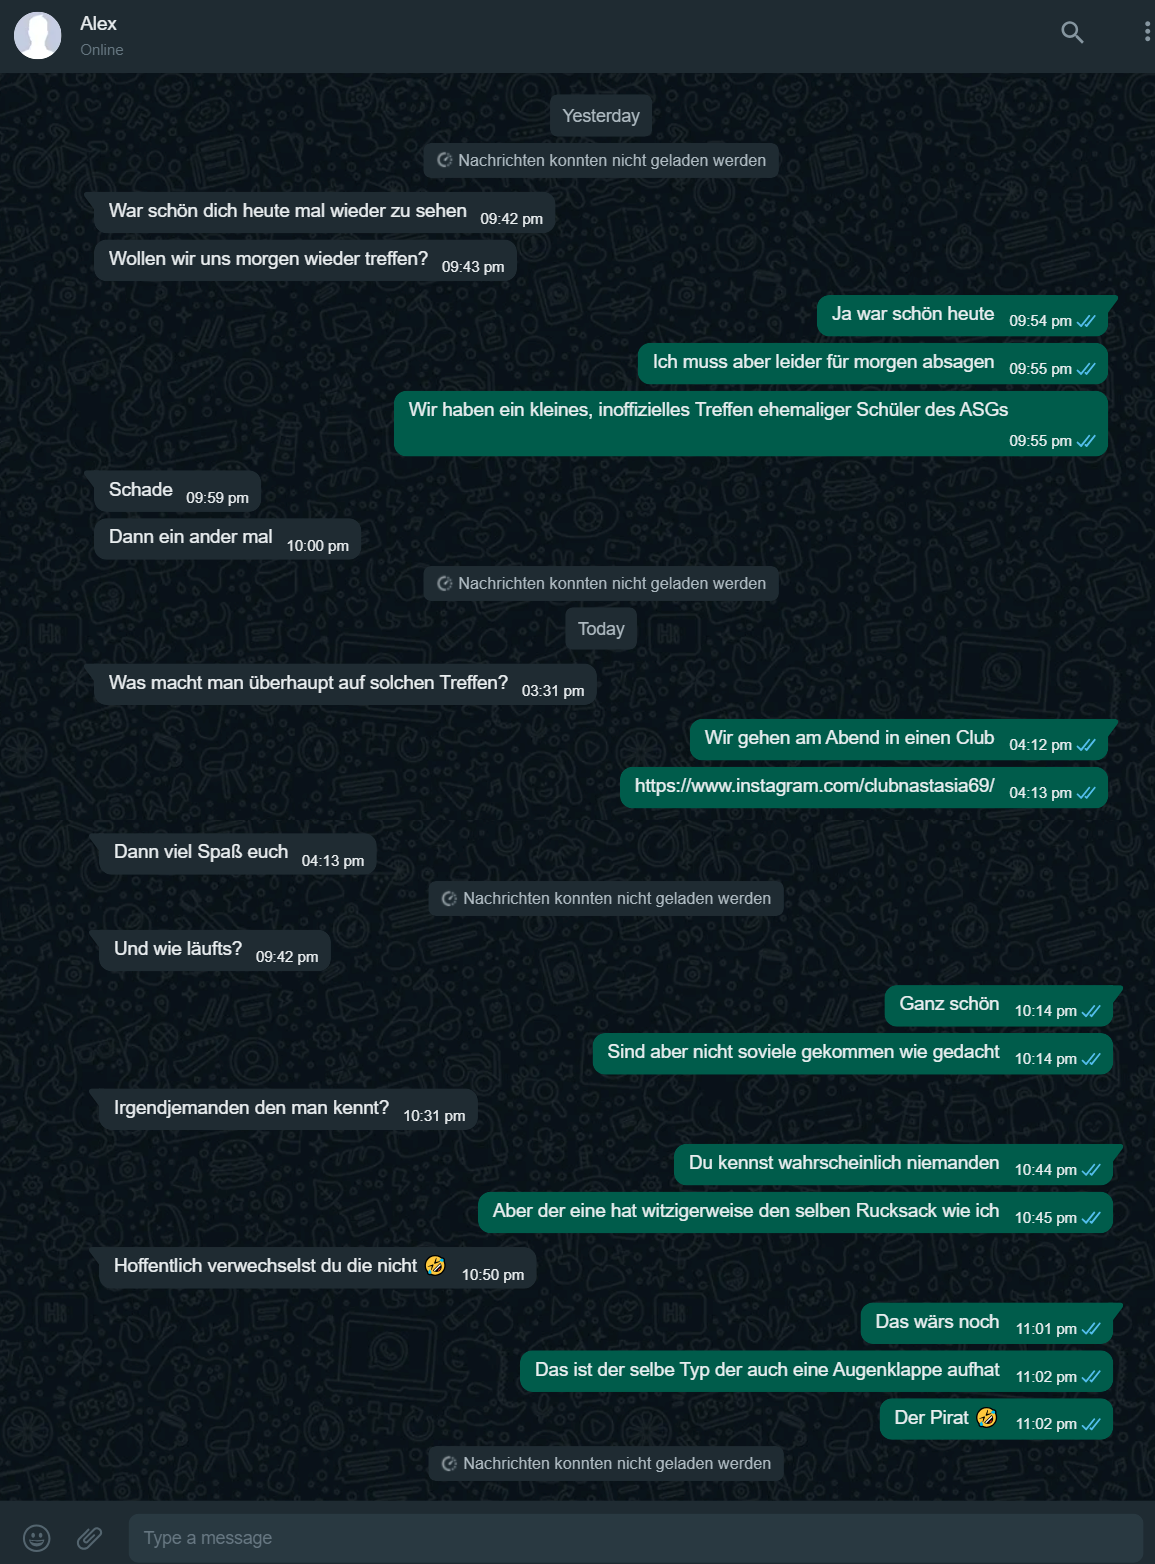 Alex
Online
Yesterday
Nachrichten konnten nicht geladen werden
War schön dich heute mal wieder zu sehen 09:42 pm
Wollen wir uns morgen wieder treffen? 09:43 pm
Ja war schön heute 09:54 pm
Ich muss aber leider für morgen absagen 09:55 pm
Wir haben ein kleines, inoffizielles Treffen ehemaliger Schüler des ASGs
09:55 pm
Schade 09:59 pm
Dann ein ander mal 10:00 pm
Nachrichten konnten nicht geladen werden
Today
Was macht man überhaupt auf solchen Treffen? 03:31 pm
Wir gehen am Abend in einen Club 04:12 pm
https://www.instagram.com/clubnastasia69/ 04:13 pm
Dann viel Spaß euch 04:13 pm
Nachrichten konnten nicht geladen werden
Und wie läufts? 09:42 pm
Ganz schön 10:14 pm
Sind aber nicht soviele gekommen wie gedacht 10:14 pm
Irgendjemanden den man kennt? 10:31 pm
Du kennst wahrscheinlich niemanden 10:44 pm
Aber der eine hat witzigerweise den selben Rucksack wie ich 10:45 pm
Hoffentlich verwechselst du die nicht 🤣 10:50 pm
Das wärs noch 11:01 pm
Das ist der selbe Typ der auch eine Augenklappe aufhat 11:02 pm
Der Pirat 🤣 11:02 pm
Nachrichten konnten nicht geladen werden
Type a message